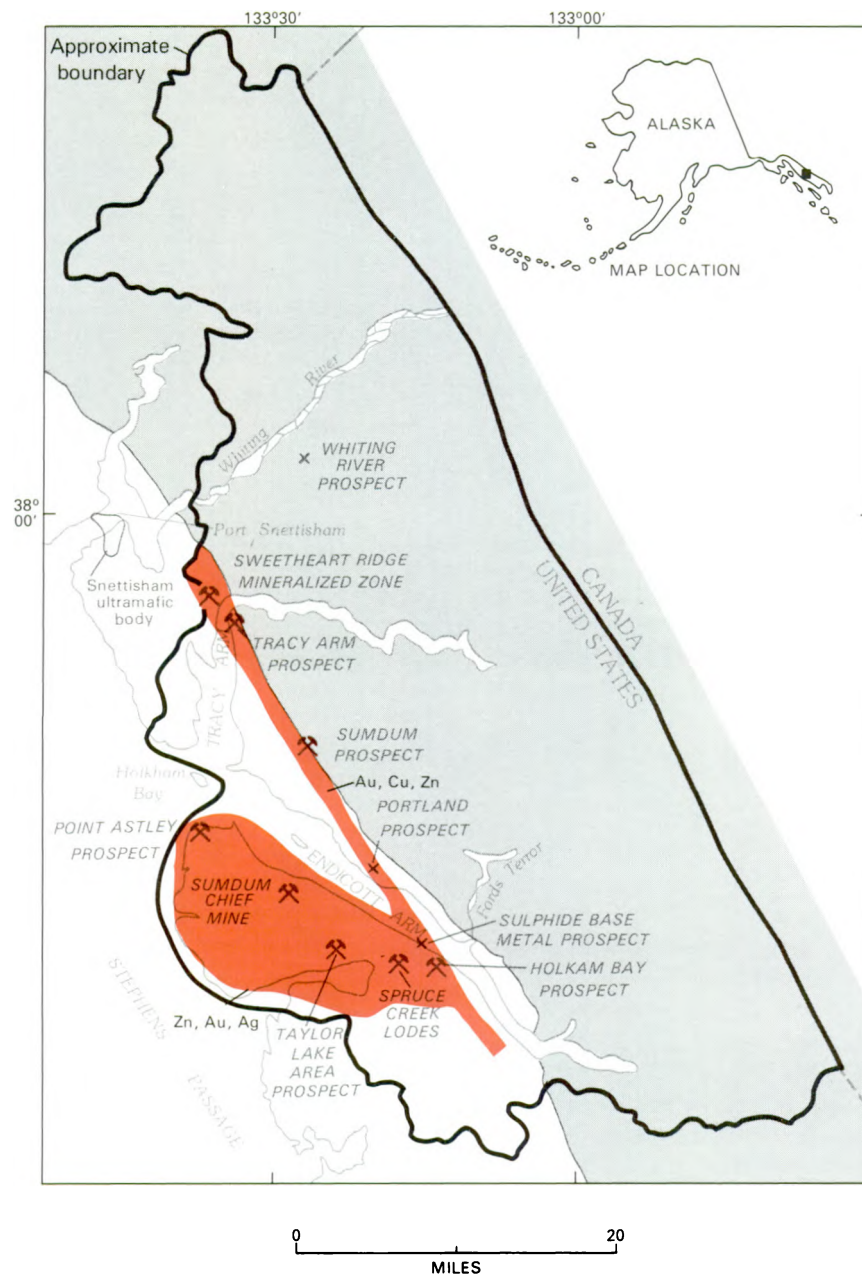 133°30'
133°00'
Approximate
boundary
ALASKA
MAP LOCATION
Whiting River
WHITING
RIVER
PROSPECT
38°
00'
Port Snettisham
Snettisham
ultramafic
body
SWEETHEART RIDGE
MINERALIZED ZONE
CANADA
UNITED STATES
TRACY ARM
PROSPECT
TRACY ARM
SUMDUM
PROSPECT
Holkham
Bay
Au, Cu, Zn
PORTLAND
PROSPECT
POINT ASTLEY
PROSPECT
ENDICOTT ARM
Fords Terror
SUMDUM
CHIEF
MINE
SULPHIDE BASE
METAL PROSPECT
HOLKAM BAY
PROSPECT
SPRUCE
CREEK
LODES
STEPHENS PASSAGE
Zn, Au, Ag
TAYLOR
LAKE
AREA
PROSPECT
0 20
MILES